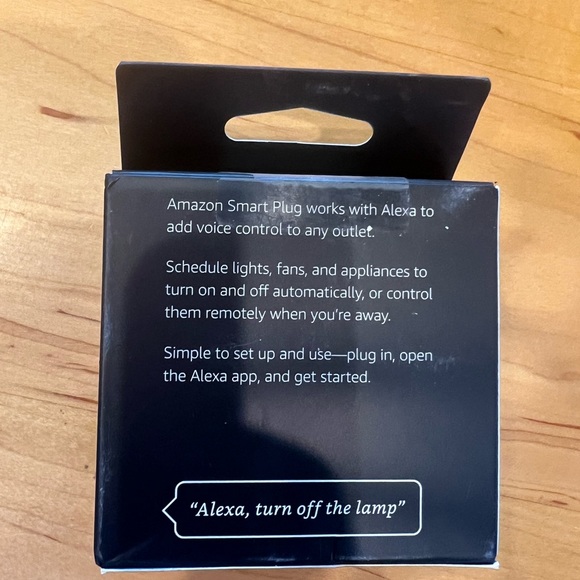 Amazon Smart Plug works with Alexa to
add voice control to any outlet.
Schedule lights, fans, and appliances to
turn on and off automatically, or control
them remotely when you’re away.
Simple to set up and use—plug in, open
the Alexa app, and get started.
“Alexa, turn off the lamp”